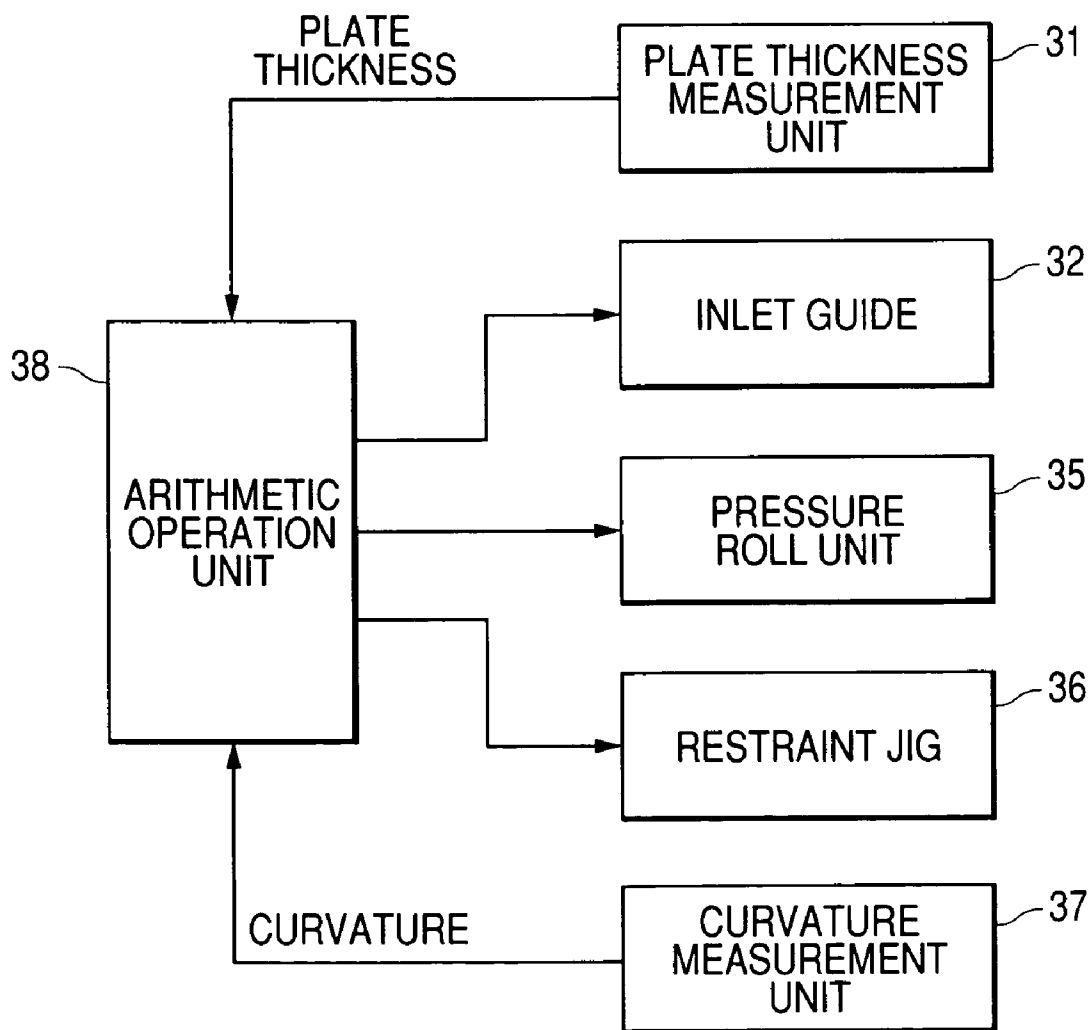 PLATE
THICKNESS
31
PLATE THICKNESS
MEASUREMENT
UNIT
32
INLET GUIDE
38
ARITHMETIC
OPERATION
UNIT
35
PRESSURE
ROLL UNIT
36
RESTRAINT JIG
CURVATURE
37
CURVATURE
MEASUREMENT
UNIT